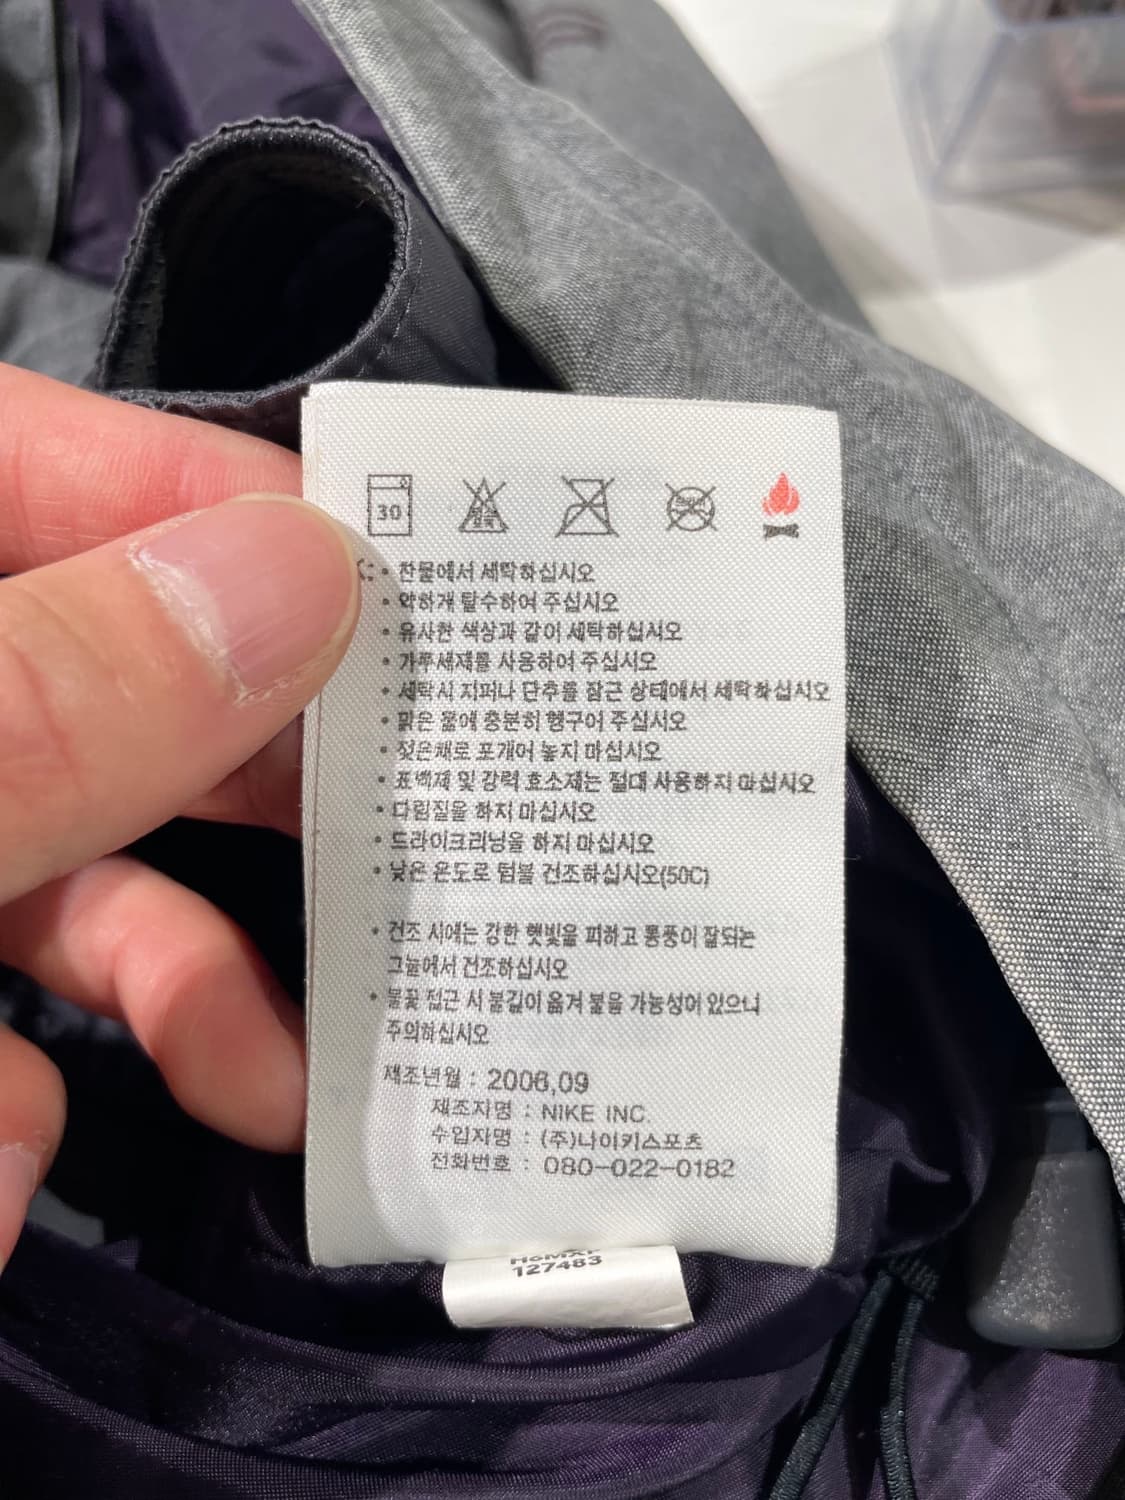 30
K:
• 찬물에서 세탁하십시오
• 약하게 탈수하여 주십시오
• 유사한 색상과 같이 세탁하십시오
• 가루세제를 사용하여 주십시오
• 세탁시 지퍼나 단추를 잠근 상태에서 세탁하십시오
• 맑은 물에 충분히 헹구어 주십시오
• 젖은채로 포개어 놓지 마십시오
• 표백제 및 강력 효소제는 절대 사용하지 마십시오
• 다림질을 하지 마십시오
• 드라이크리닝을 하지 마십시오
• 낮은 온도로 텀블 건조하십시오(50C)
• 건조 시에는 강한 햇빛을 피하고 통풍이 잘되는
그늘에서 건조하십시오
• 불꽃 접근 시 불길이 옮겨 붙을 가능성이 있으니
주의하십시오
제조년월 : 2006,09
제조자명 : NIKE INC.
수입자명 : (주)나이키스포츠
전화번호 : 080-022-0182
127483